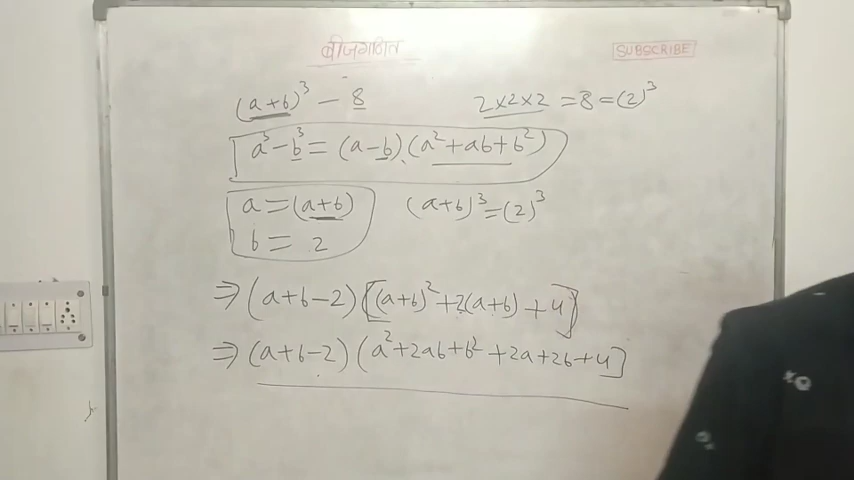 बीजगणित
SUBSCRIBE
(a+b)³ - 8
2×2×2 = 8 = (2)³
a³ - b³ = (a-b).(a² + ab + b²)
a = (a+b)
(a+b)³ = (2)³
b = 2
⇒ (a+b-2) [(a+b)² + 2(a+b) + 4]
⇒ (a+b-2) (a² + 2ab + b² + 2a + 2b + 4]